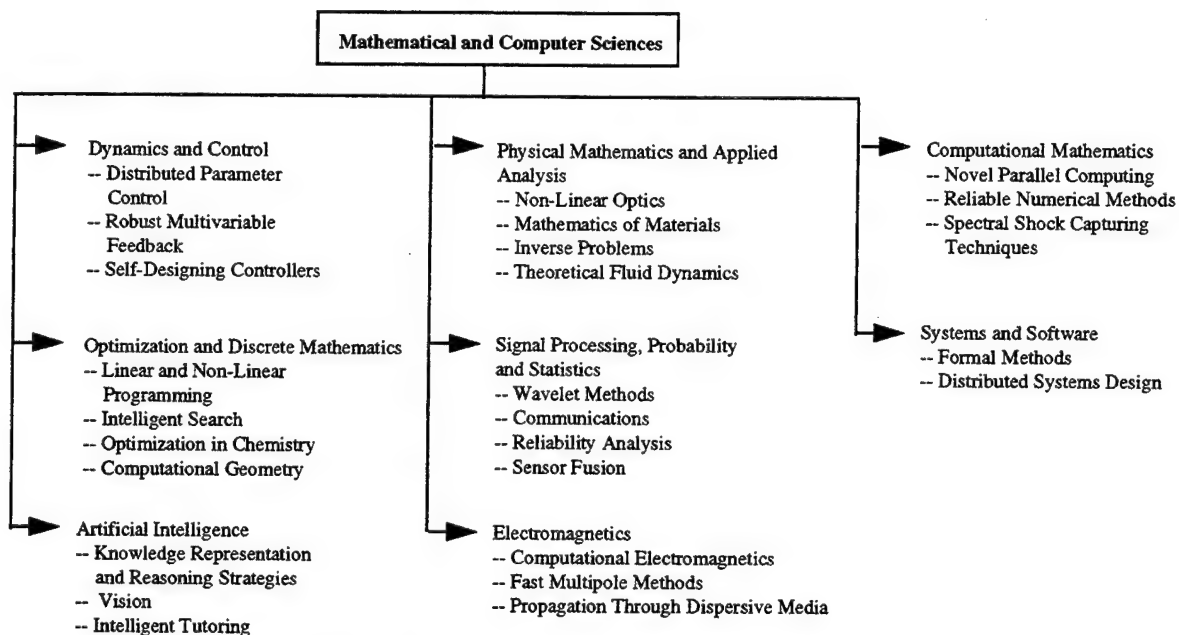 Mathematical and Computer Sciences
Dynamics and Control
-- Distributed Parameter
Control
-- Robust Multivariable
Feedback
-- Self-Designing Controllers
Optimization and Discrete Mathematics
-- Linear and Non-Linear
Programming
-- Intelligent Search
-- Optimization in Chemistry
-- Computational Geometry
Artificial Intelligence
-- Knowledge Representation
and Reasoning Strategies
-- Vision
-- Intelligent Tutoring
Physical Mathematics and Applied
Analysis
-- Non-Linear Optics
-- Mathematics of Materials
-- Inverse Problems
-- Theoretical Fluid Dynamics
Signal Processing, Probability
and Statistics
-- Wavelet Methods
-- Communications
-- Reliability Analysis
-- Sensor Fusion
Electromagnetics
-- Computational Electromagnetics
-- Fast Multipole Methods
-- Propagation Through Dispersive Media
Computational Mathematics
-- Novel Parallel Computing
-- Reliable Numerical Methods
-- Spectral Shock Capturing
Techniques
Systems and Software
-- Formal Methods
-- Distributed Systems Design